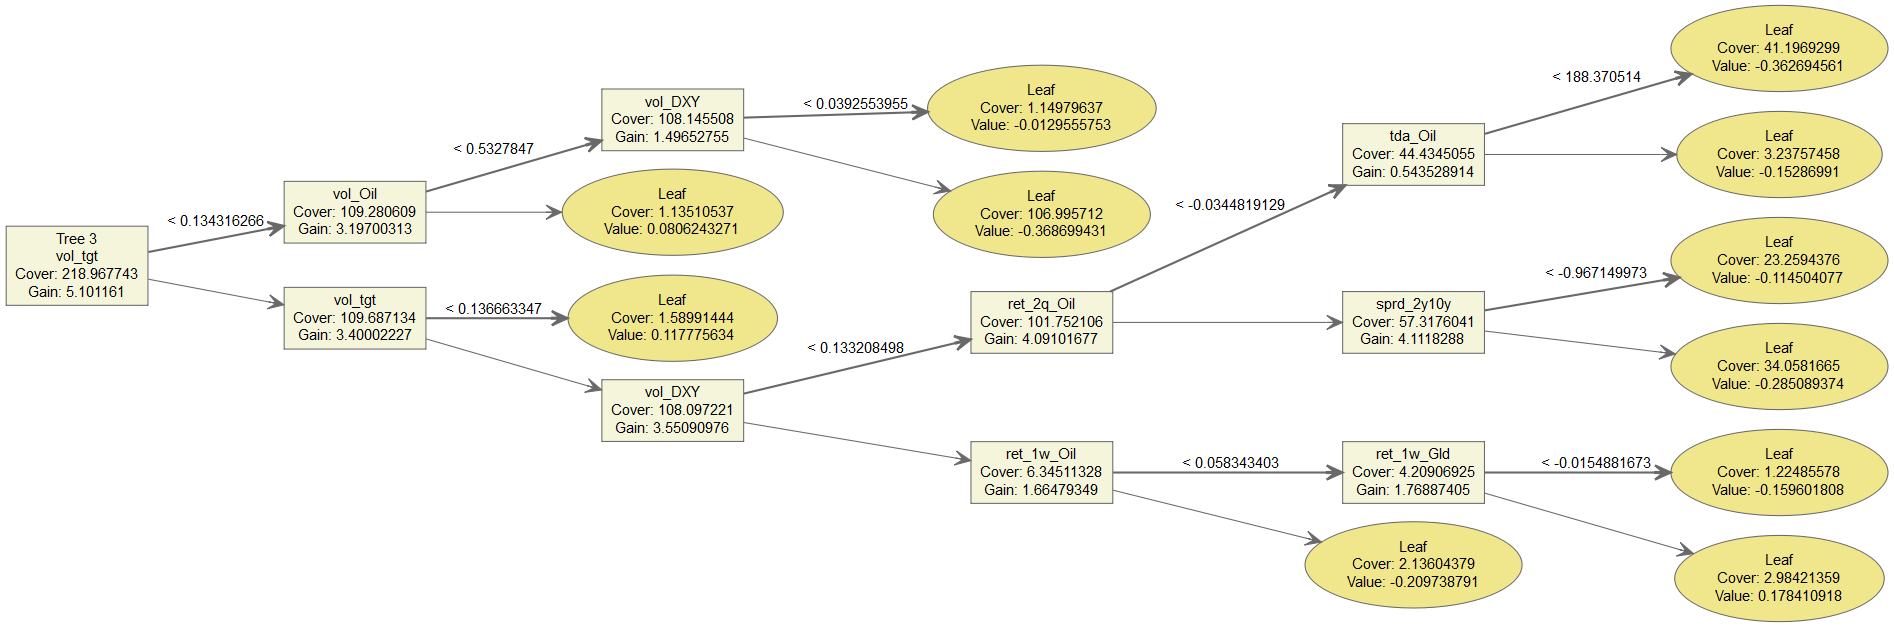 Tree 3
vol_tgt
Cover: 218.967743
Gain: 5.101161
< 0.134316266
vol_Oil
Cover: 109.280609
Gain: 3.19700313
vol_tgt
Cover: 109.687134
Gain: 3.40002227
< 0.5327847
< 0.136663347
vol_DXY
Cover: 108.145508
Gain: 1.49652755
Leaf
Cover: 1.13510537
Value: 0.0806243271
Leaf
Cover: 1.58991444
Value: 0.117775634
vol_DXY
Cover: 108.097221
Gain: 3.55090976
< 0.0392553955
< 0.133208498
Leaf
Cover: 1.14979637
Value: -0.0129555753
Leaf
Cover: 106.995712
Value: -0.368699431
ret_2q_Oil
Cover: 101.752106
Gain: 4.09101677
ret_1w_Oil
Cover: 6.34511328
Gain: 1.66479349
< -0.0344819129
< 0.058343403
tda_Oil
Cover: 44.4345055
Gain: 0.543528914
sprd_2y10y
Cover: 57.3176041
Gain: 4.1118288
ret_1w_Gld
Cover: 4.20906925
Gain: 1.76887405
Leaf
Cover: 2.13604379
Value: -0.209738791
< 188.370514
< -0.967149973
< -0.0154881673
Leaf
Cover: 41.1969299
Value: -0.362694561
Leaf
Cover: 3.23757458
Value: -0.15286991
Leaf
Cover: 23.2594376
Value: -0.114504077
Leaf
Cover: 34.0581665
Value: -0.285089374
Leaf
Cover: 1.22485578
Value: -0.159601808
Leaf
Cover: 2.98421359
Value: 0.178410918